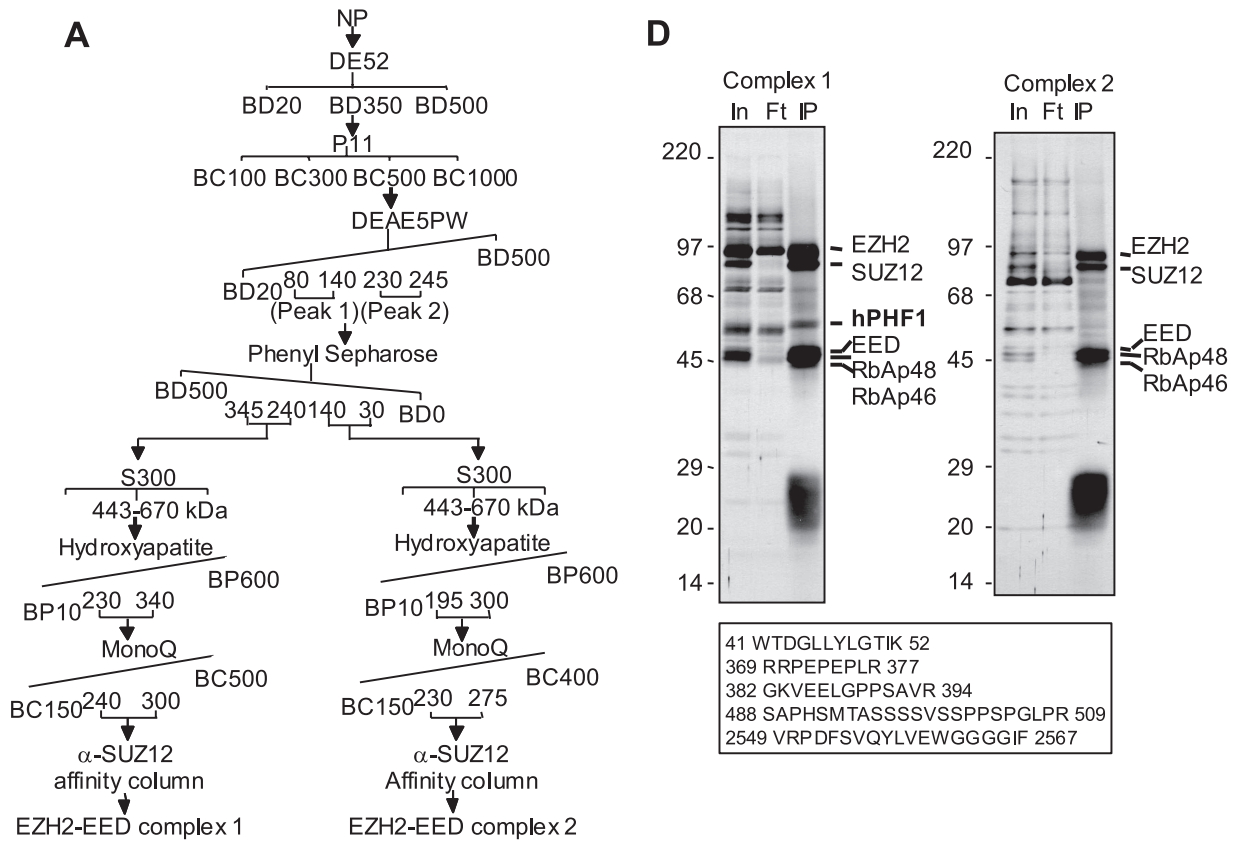 A
NP
DE52
BD20 BD350 BD500
P11
BC100 BC300 BC500 BC1000
DEAE5PW
BD500
BD20 80 140 230 245
(Peak 1) (Peak 2)
Phenyl Sepharose
BD500
BD0
345 240 140 30
S300
443-670 kDa
Hydroxyapatite
BP600
BP10 230 340
MonoQ
BC500
BC150 240 300
α-SUZ12
affinity column
EZH2-EED complex 1
S300
443-670 kDa
Hydroxyapatite
BP600
BP10 195 300
MonoQ
BC400
BC150 230 275
α-SUZ12
Affinity column
EZH2-EED complex 2
D
Complex 1
In Ft IP
220 -
97 -
68 -
45 -
29 -
20 -
14 -
EZH2
SUZ12
hPHF1
EED
RbAp48
RbAp46
Complex 2
In Ft IP
220 -
97 -
68 -
45 -
29 -
20 -
14 -
EZH2
SUZ12
EED
RbAp48
RbAp46
41 WTDGLLYLGTIK 52
369 RRPEPEPLR 377
382 GKVEELGPPSAVR 394
488 SAPHSMTASSSSVSSPPSPGLPR 509
2549 VRPDFSVQYLVEWGGGGIF 2567